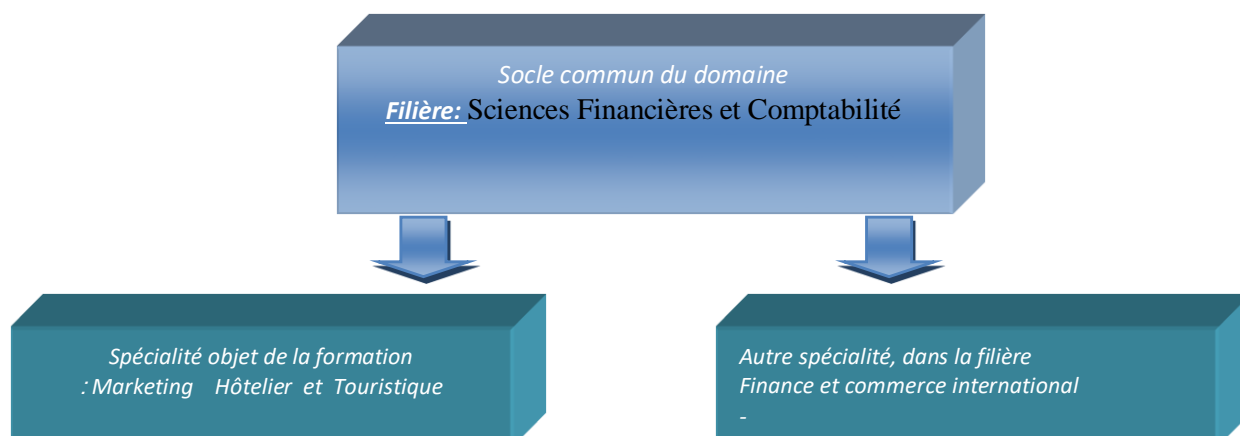 Socle commun du domaine
Filière: Sciences Financières et Comptabilité
Spécialité objet de la formation
: Marketing Hôtelier et Touristique
Autre spécialité, dans la filière
Finance et commerce international
-